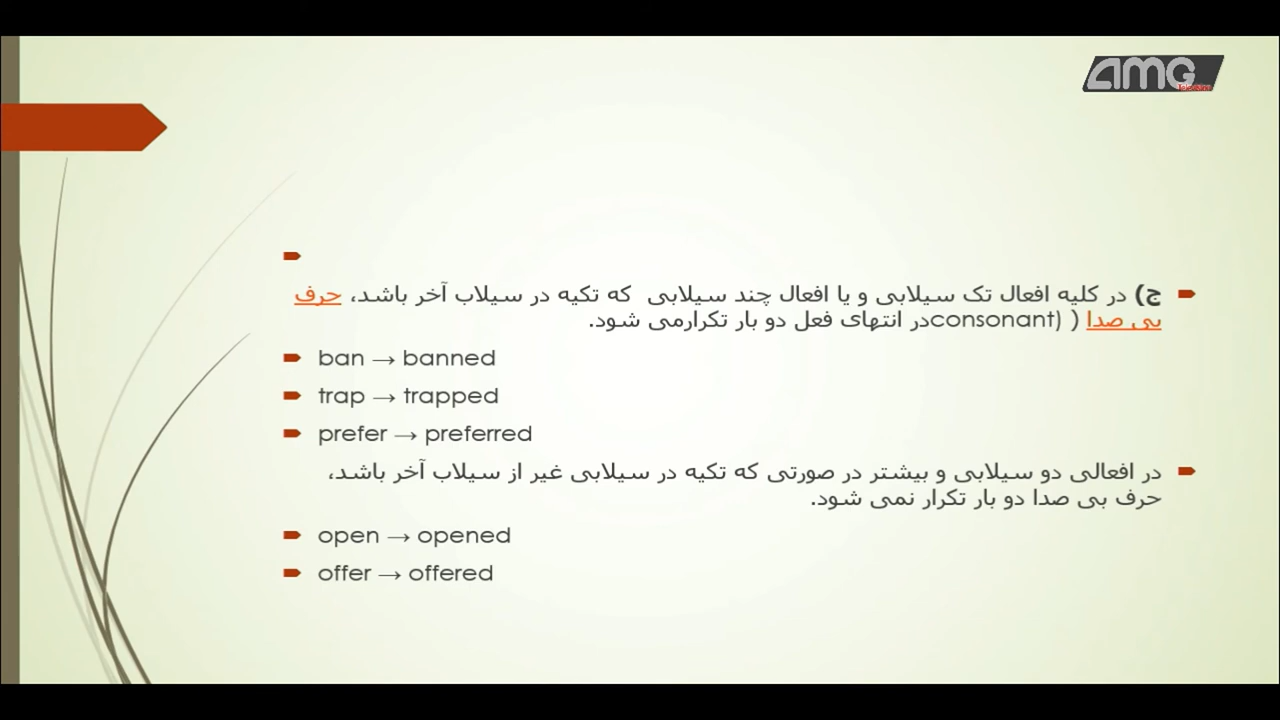 AMG
Television
ج) در کلیه افعال تک سیلابی و یا افعال چند سیلابی که تکیه در سیلاب آخر باشد، حرف
بی صدا ( (consonantدر انتهای فعل دو بار تکرارمی شود.
ban → banned
trap → trapped
prefer → preferred
در افعالی دو سیلابی و بیشتر در صورتی که تکیه در سیلابی غیر از سیلاب آخر باشد،
حرف بی صدا دو بار تکرار نمی شود.
open → opened
offer → offered